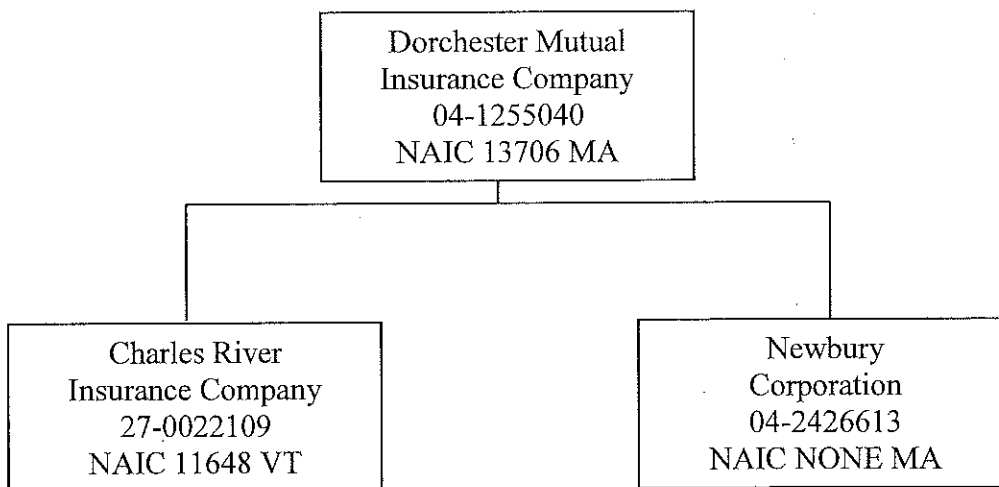 Dorchester Mutual
Insurance Company
04-1255040
NAIC 13706 MA
Charles River
Insurance Company
27-0022109
NAIC 11648 VT
Newbury
Corporation
04-2426613
NAIC NONE MA